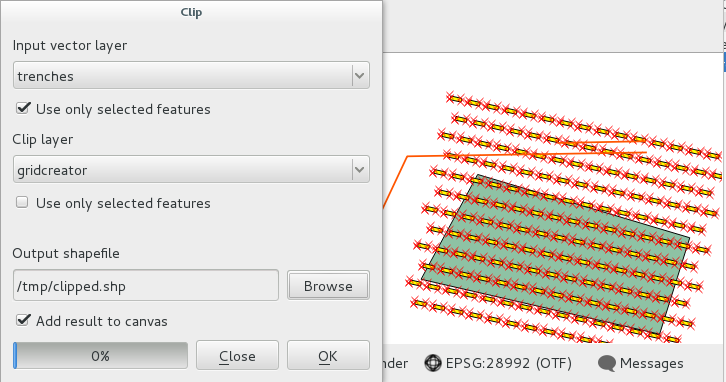 Clip
Input vector layer
trenches
Use only selected features
Clip layer
gridcreator
Use only selected features
Output shapefile
/tmp/clipped.shp
Browse
Add result to canvas
0%
Close
OK
nder
EPSG:28992 (OTF)
Messages